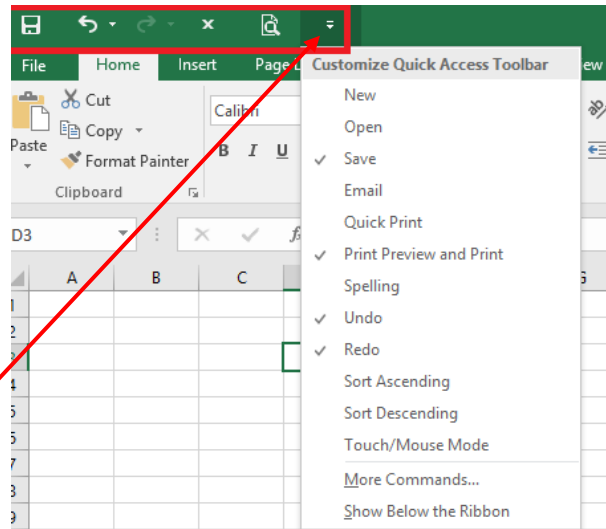 File Home Insert Page L ew
Customize Quick Access Toolbar
New
Open
Save
Email
Quick Print
Print Preview and Print
Spelling
Undo
Redo
Sort Ascending
Sort Descending
Touch/Mouse Mode
More Commands...
Show Below the Ribbon
Cut
Copy
Format Painter
Paste
Clipboard
Calibri
B I U
D3
A B C
1
2
3
4
5
6
7
8
9